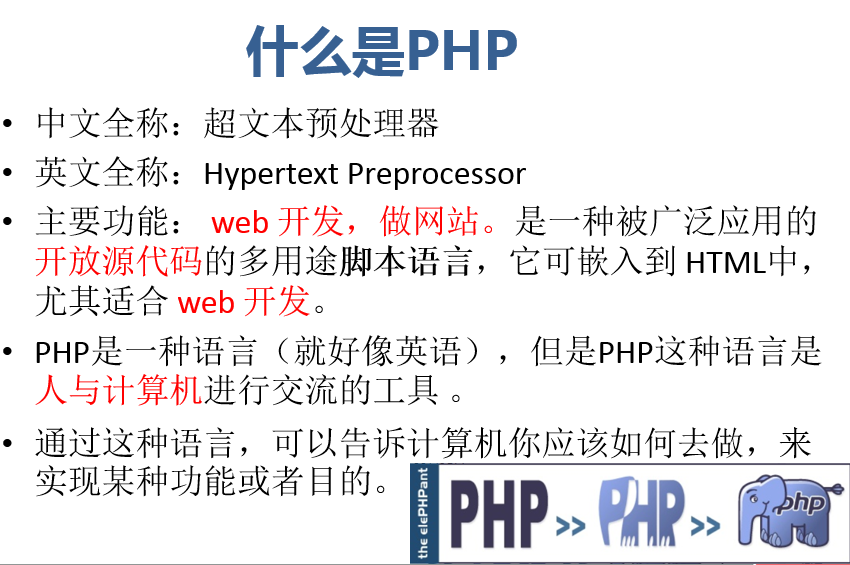 什么是PHP
• 中文全称：超文本预处理器
• 英文全称：Hypertext Preprocessor
• 主要功能： web 开发，做网站。是一种被广泛应用的
开放源代码的多用途脚本语言，它可嵌入到 HTML中，
尤其适合 web 开发。
• PHP是一种语言（就好像英语），但是PHP这种语言是
人与计算机进行交流的工具 。
• 通过这种语言，可以告诉计算机你应该如何去做，来
实现某种功能或者目的。
the elePHPant
PHP >> PHP >> php